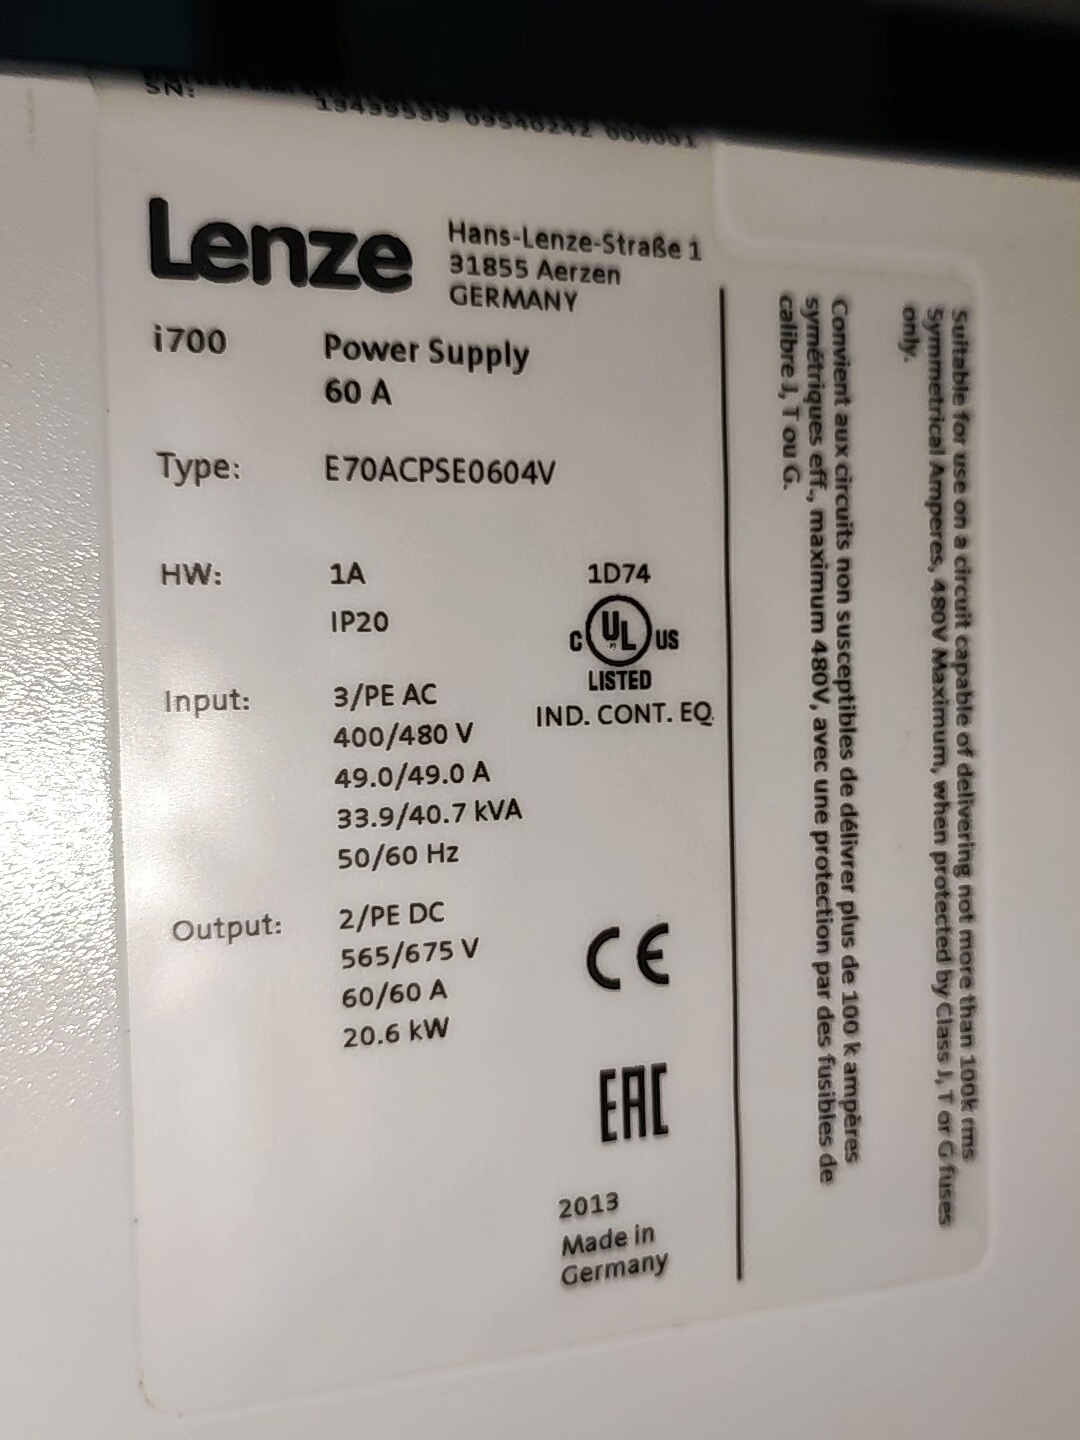 SN: 13439599 09540242 000001
Lenze
Hans-Lenze-Straße 1
31855 Aerzen
GERMANY
i700 Power Supply
60 A
Type: E70ACPSE0604V
HW: 1A 1D74
IP20
C UL US
LISTED
IND. CONT. EQ.
Input: 3/PE AC
400/480 V
49.0/49.0 A
33.9/40.7 kVA
50/60 Hz
Output: 2/PE DC
565/675 V
60/60 A
20.6 kW
CE
EAC
2013
Made in
Germany
Suitable for use on a circuit capable of delivering not more than 100k rms
Symmetrical Amperes, 480V Maximum, when protected by Class J, T or G fuses
only.
Convient aux circuits non susceptibles de délivrer plus de 100 k ampères
symétriques eff., maximum 480V, avec une protection par des fusibles de
calibre J, T ou G.